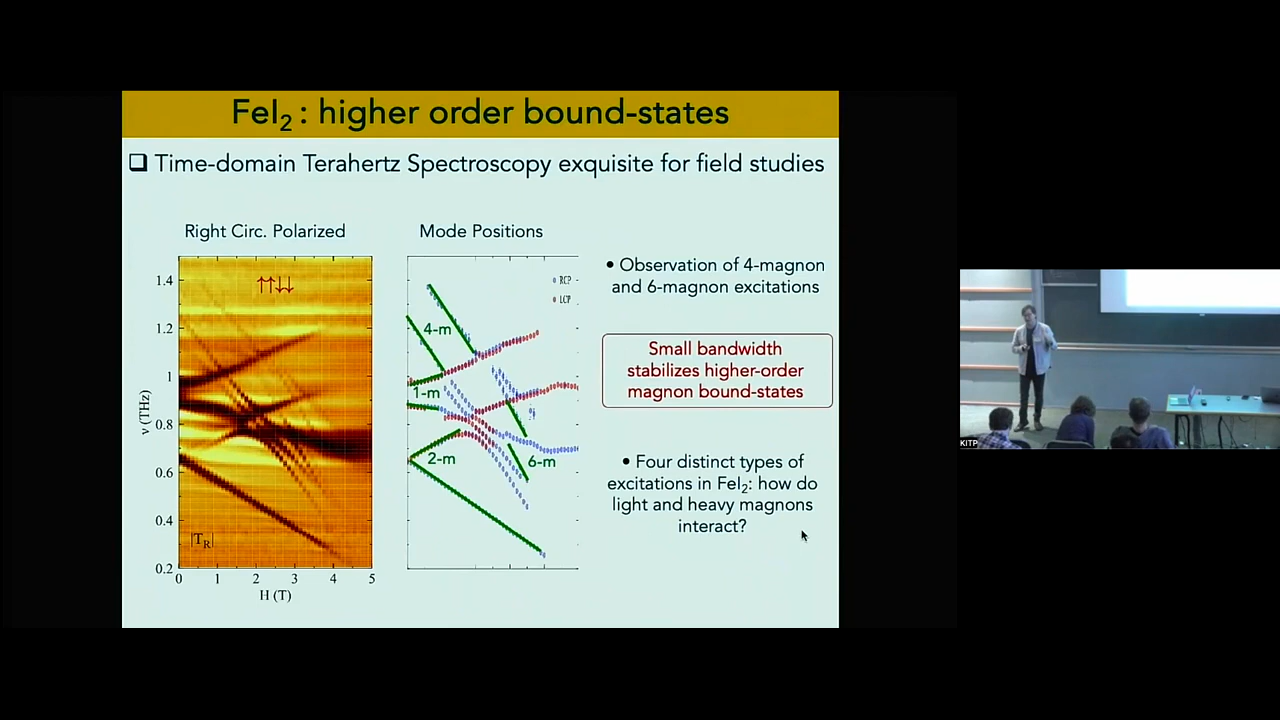 FeI₂ : higher order bound-states
❑ Time-domain Terahertz Spectroscopy exquisite for field studies
Right Circ. Polarized
Mode Positions
1.4
1.2
1
0.8
0.6
0.4
0.2
ν (THz)
↑↑↓↓
|T_R|
0 1 2 3 4 5
H (T)
RCP
LCP
4-m
1-m
2-m
6-m
• Observation of 4-magnon
and 6-magnon excitations
Small bandwidth
stabilizes higher-order
magnon bound-states
• Four distinct types of
excitations in FeI₂: how do
light and heavy magnons
interact?
KITP